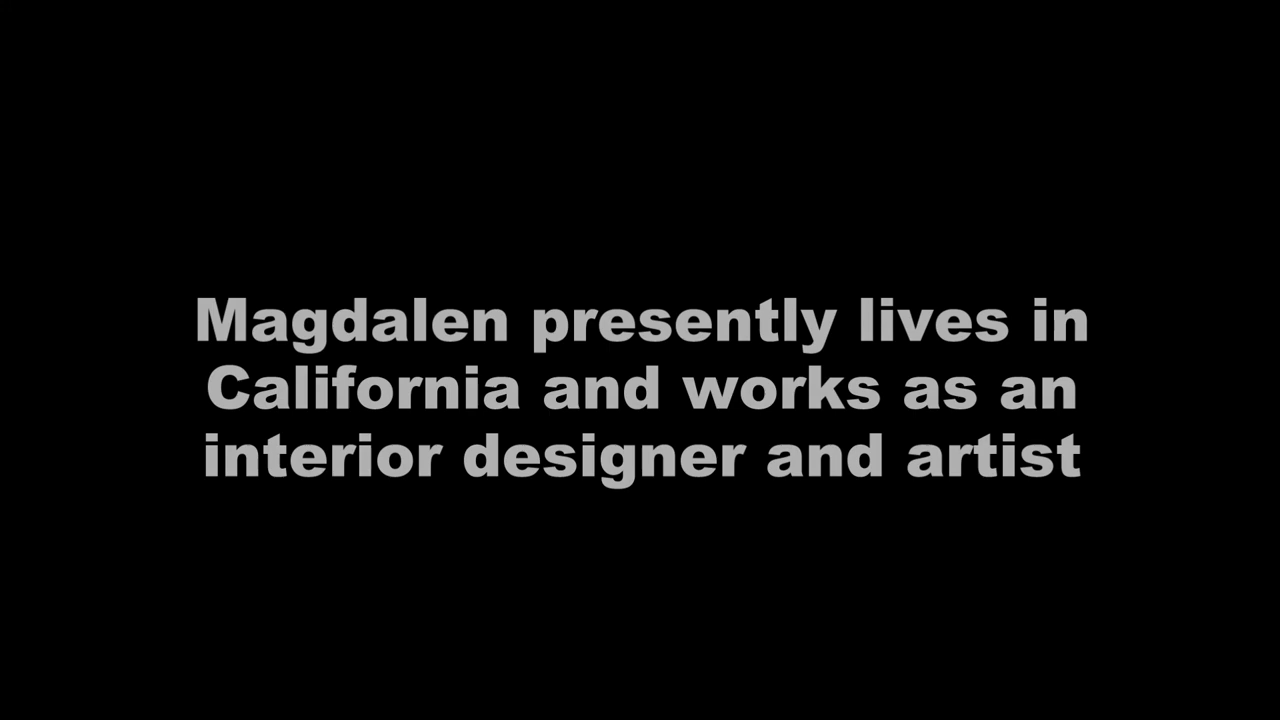 Magdalen presently lives in
California and works as an
interior designer and artist